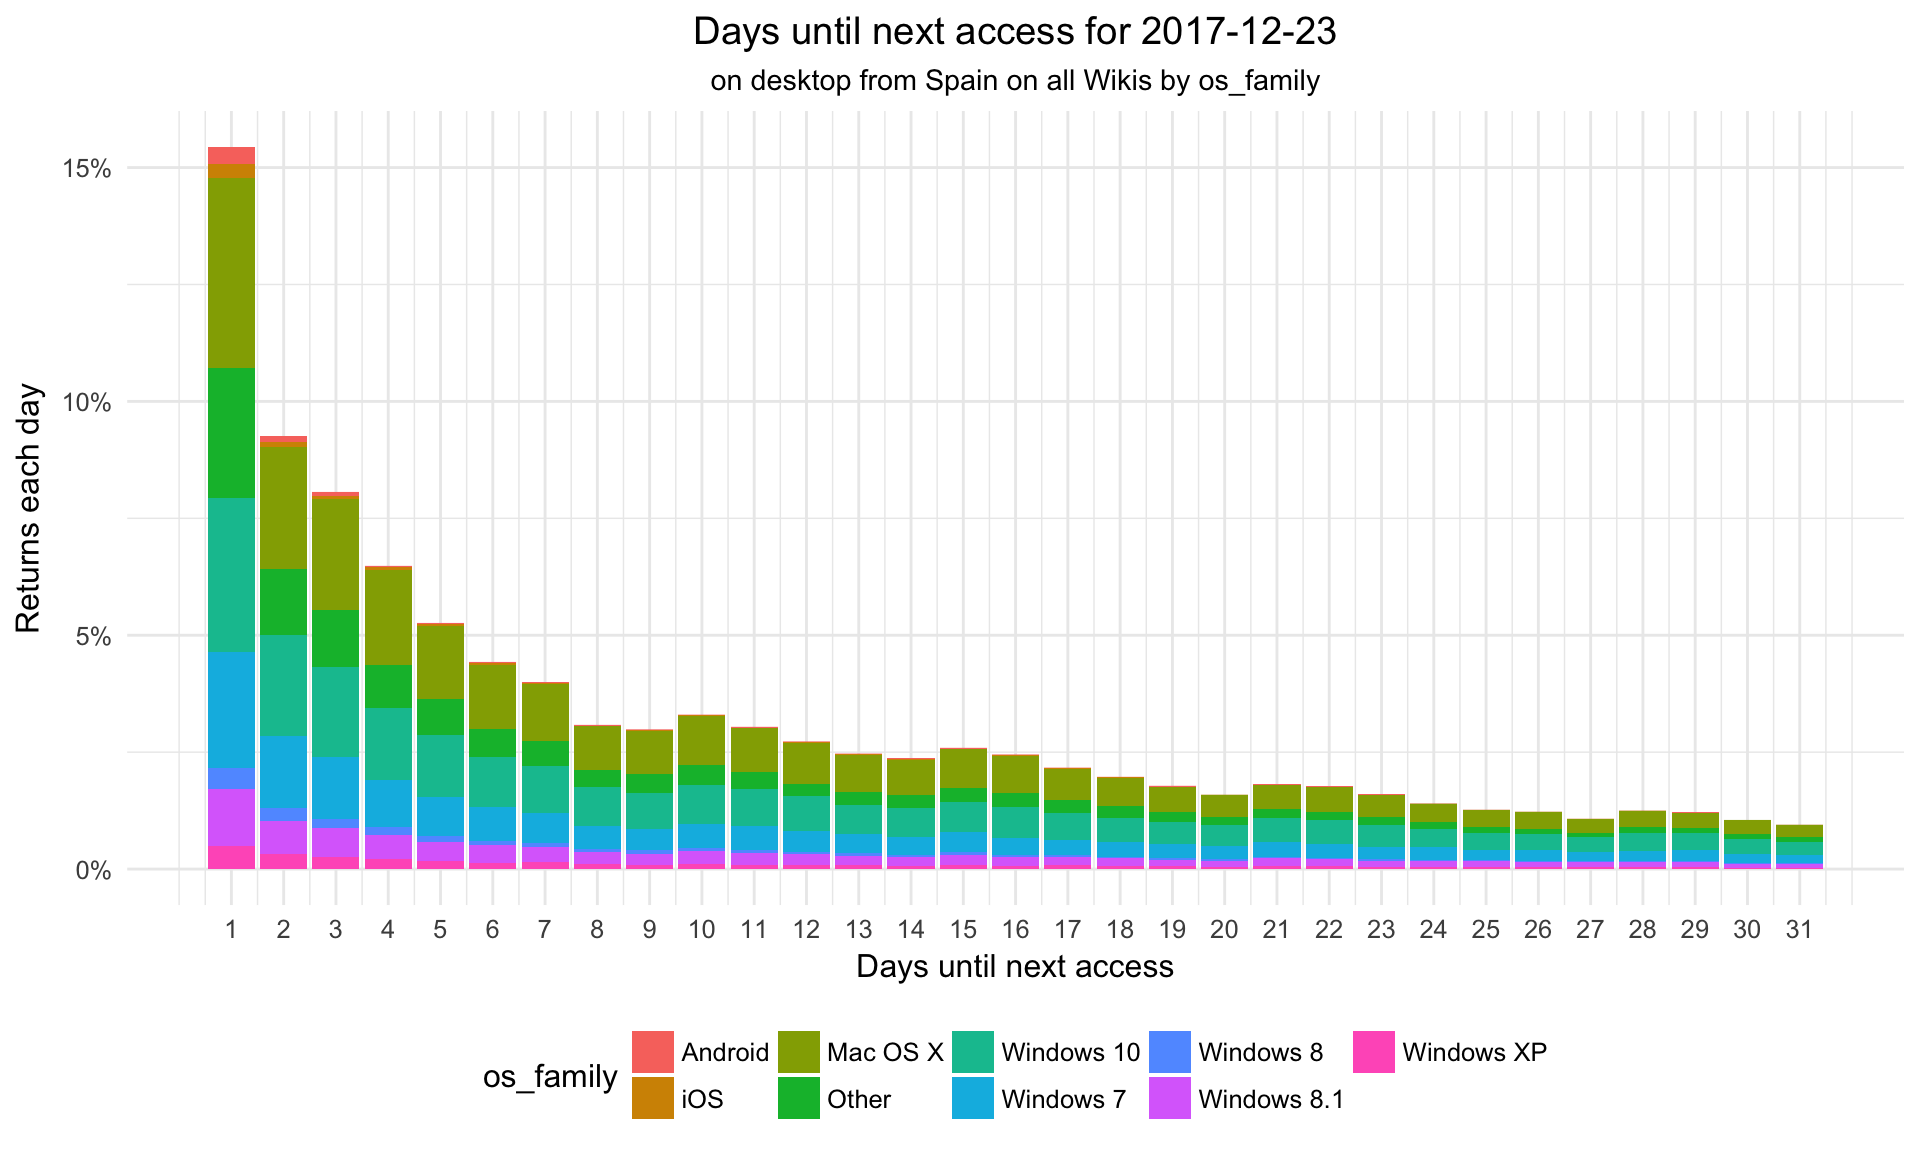 Days until next access for 2017-12-23
on desktop from Spain on all Wikis by os_family
Returns each day
15%
10%
5%
0%
1 2 3 4 5 6 7 8 9 10 11 12 13 14 15 16 17 18 19 20 21 22 23 24 25 26 27 28 29 30 31
Days until next access
os_family
Android Mac OS X Windows 10 Windows 8 Windows XP
iOS Other Windows 7 Windows 8.1